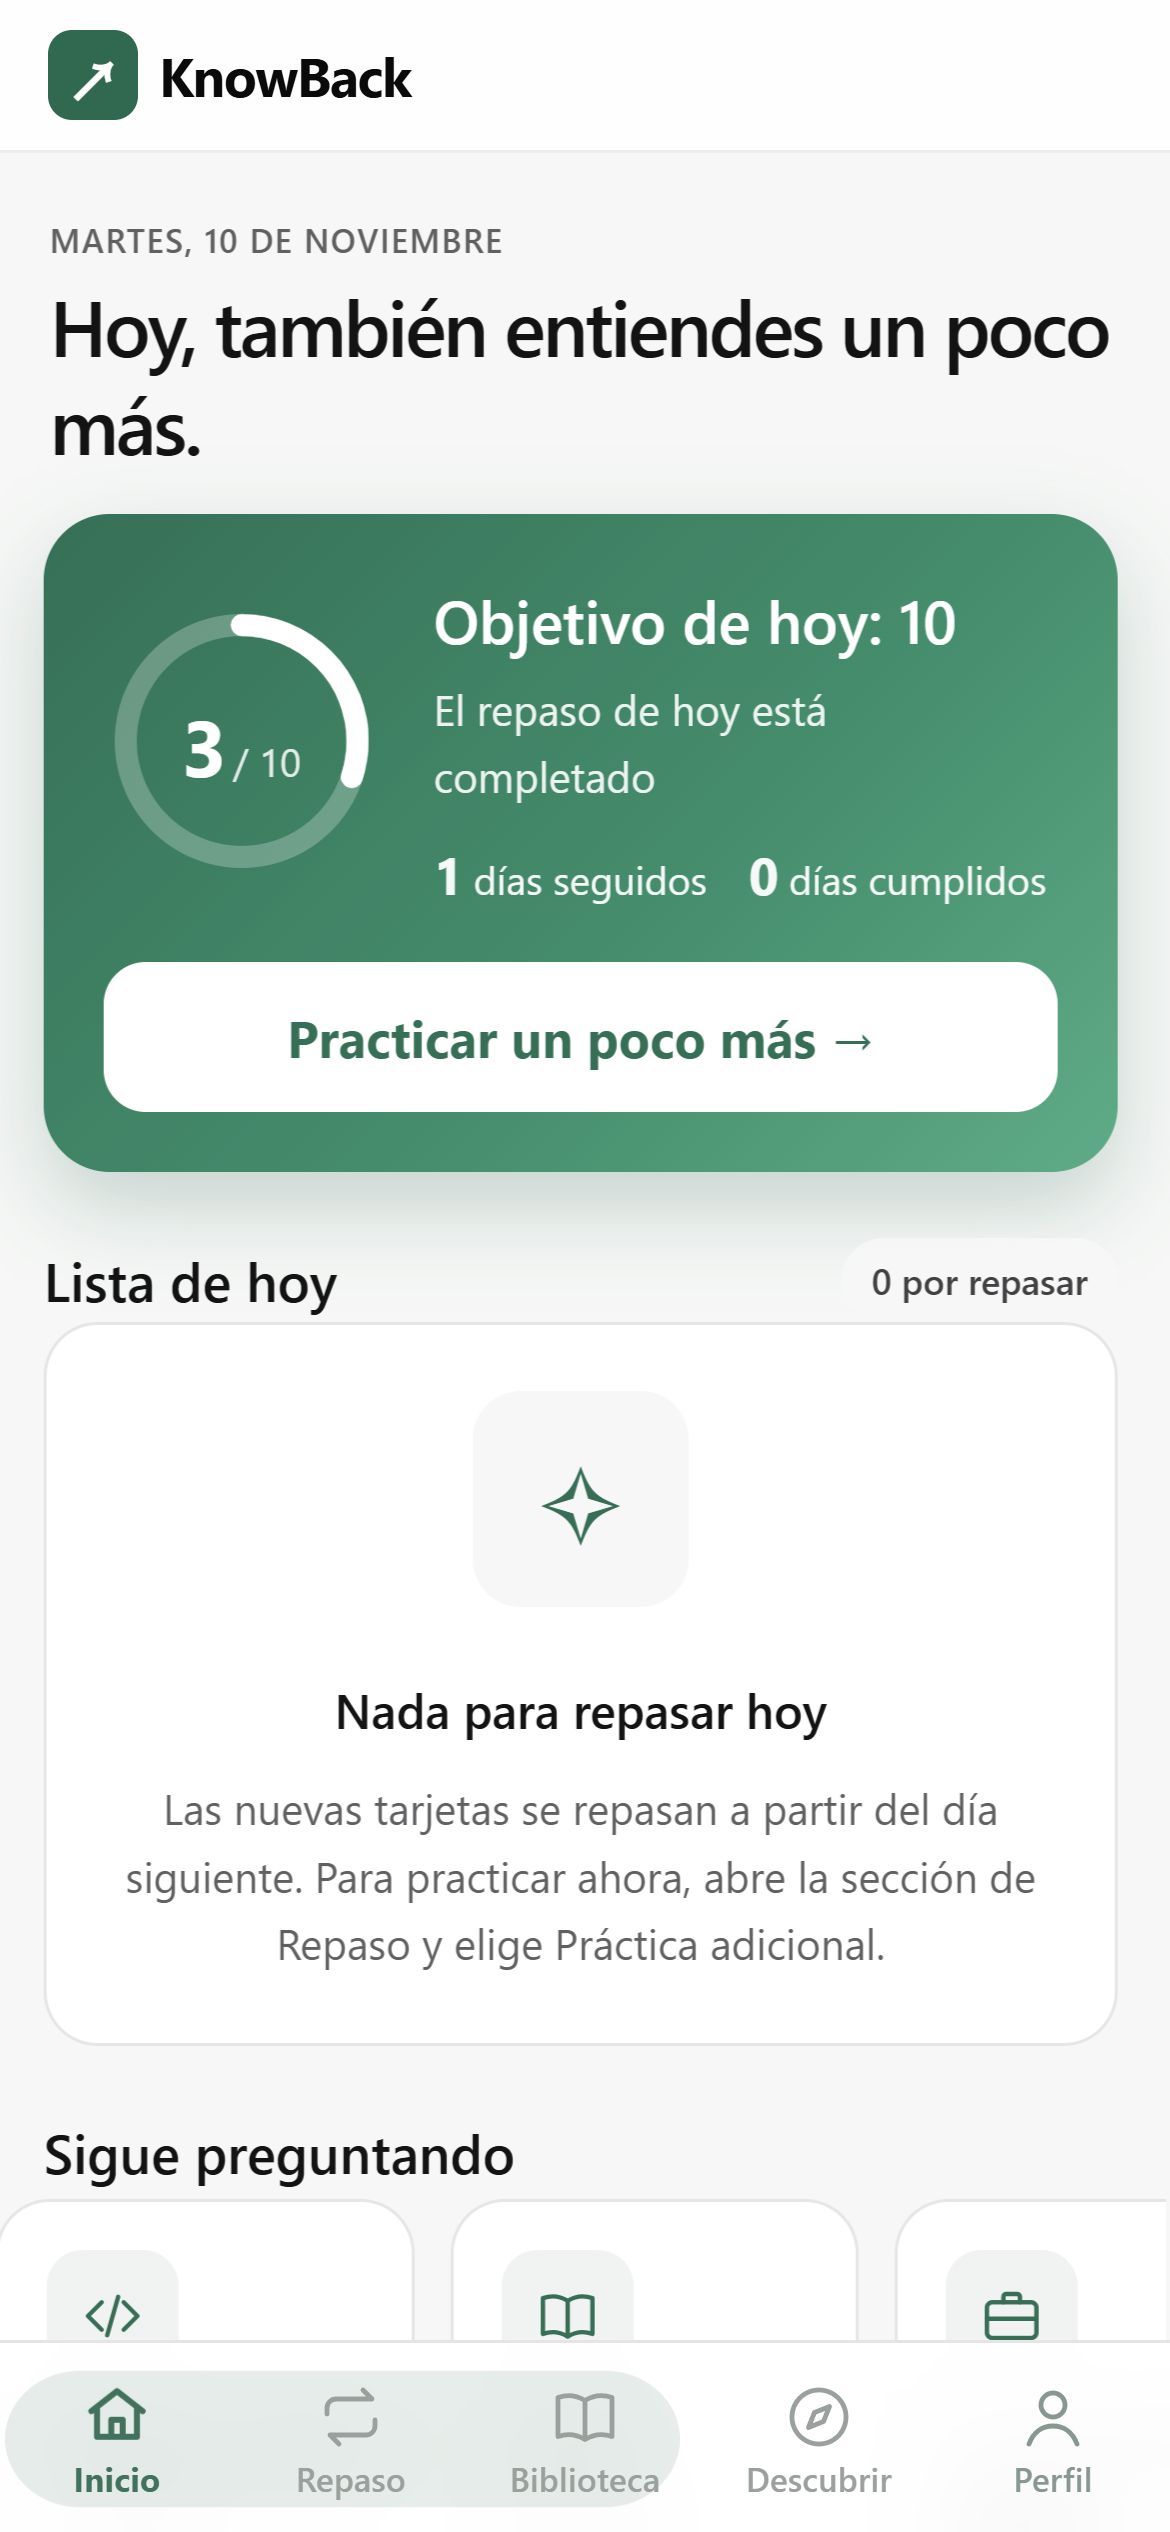 KnowBack
MARTES, 10 DE NOVIEMBRE
Hoy, también entiendes un poco
más.
3 / 10
Objetivo de hoy: 10
El repaso de hoy está
completado
1 días seguidos 0 días cumplidos
Practicar un poco más →
Lista de hoy
0 por repasar
Nada para repasar hoy
Las nuevas tarjetas se repasan a partir del día
siguiente. Para practicar ahora, abre la sección de
Repaso y elige Práctica adicional.
Sigue preguntando
Inicio
Repaso
Biblioteca
Descubrir
Perfil